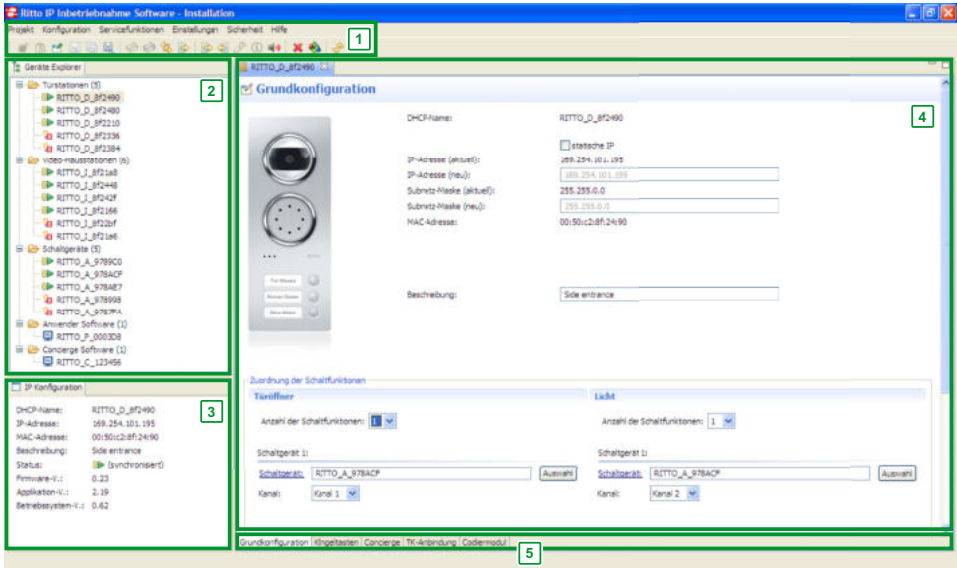 Ritto IP Inbetriebnahme Software - Installation
Projekt Konfiguration Servicefunktionen Einstellungen Sicherheit Hilfe
1
Geräte Explorer
2
Türstationen (5)
RITTO_D_8f2490
RITTO_D_8f2480
RITTO_D_8f2210
RITTO_D_8f2336
RITTO_D_8f2384
Video-Hausstationen (6)
RITTO_I_8f21a8
RITTO_I_8f2448
RITTO_I_8f242f
RITTO_I_8f2166
RITTO_I_8f22bf
RITTO_I_8f21a6
Schaltgeräte (5)
RITTO_A_9789C0
RITTO_A_978ACF
RITTO_A_978AE7
RITTO_A_978998
Anwender Software (1)
RITTO_P_0003D8
Concierge Software (1)
RITTO_C_123456
IP Konfiguration
3
DHCP-Name: RITTO_D_8f2490
IP-Adresse: 169.254.101.195
MAC-Adresse: 00:50:c2:8f:24:90
Beschreibung: Side entrance
Status: (synchronisiert)
Firmware-V.: 0.23
Applikation-V.: 2.19
Betriebssystem-V.: 0.62
RITTO_D_8f2490
Grundkonfiguration
4
DHCP-Name: RITTO_D_8f2490
statische IP
IP-Adresse (aktuell): 169.254.101.195
IP-Adresse (neu): 169.254.101.195
Subnetz-Maske (aktuell): 255.255.0.0
Subnetz-Maske (neu): 255.255.0.0
MAC-Adresse: 00:50:c2:8f:24:90
Beschreibung: Side entrance
Zuordnung der Schaltfunktionen
Türöffner
Anzahl der Schaltfunktionen: 1
Schaltgerät 1:
Schaltgerät: RITTO_A_978ACF Auswahl
Kanal: Kanal 1
Licht
Anzahl der Schaltfunktionen: 1
Schaltgerät 1:
Schaltgerät: RITTO_A_978ACF Auswahl
Kanal: Kanal 2
Grundkonfiguration Klingeltasten Concierge TK-Anbindung Codiermodul
5